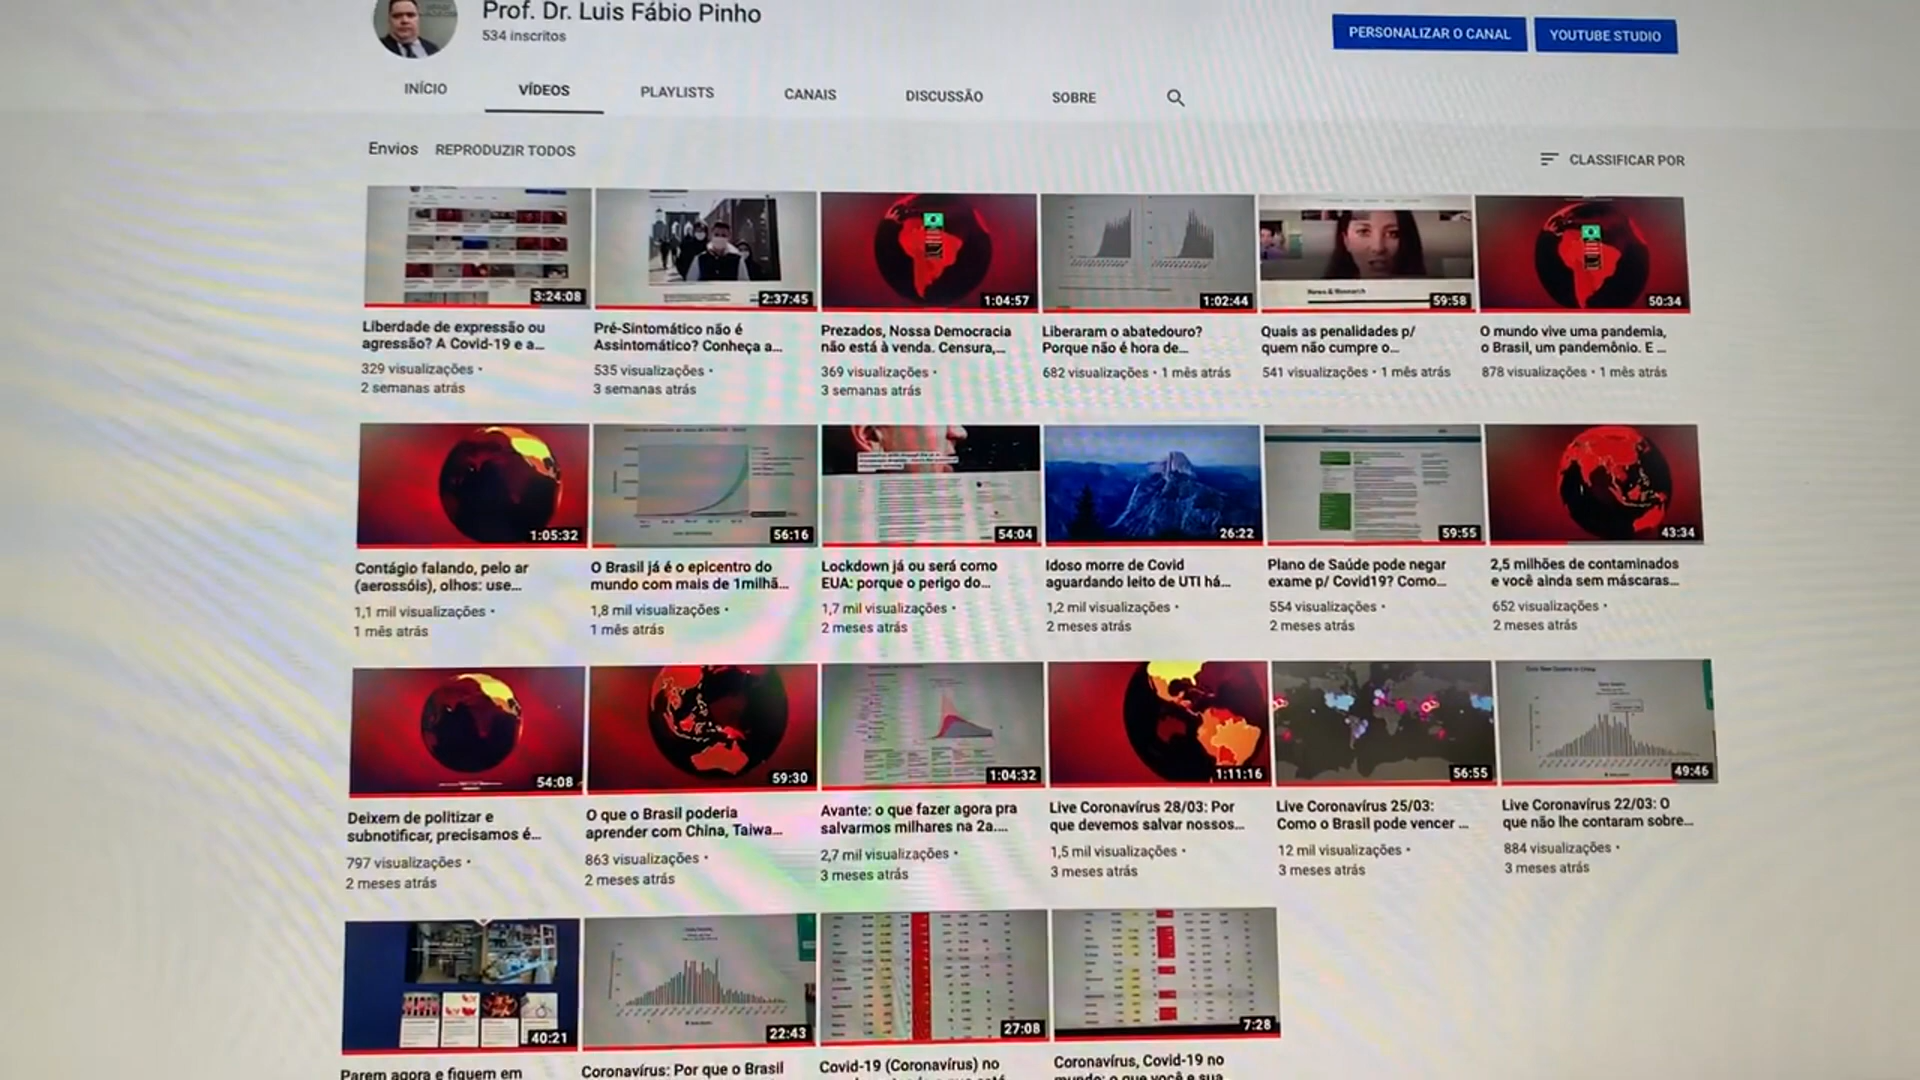 Prof. Dr. Luis Fábio Pinho
534 inscritos
PERSONALIZAR O CANAL
YOUTUBE STUDIO
INÍCIO
VÍDEOS
PLAYLISTS
CANAIS
DISCUSSÃO
SOBRE
Envios
REPRODUZIR TODOS
CLASSIFICAR POR
3:24:08
2:37:45
1:04:57
1:02:44
News & Research
59:58
50:34
Liberdade de expressão ou
agressão? A Covid-19 e a...
329 visualizações •
2 semanas atrás
Pré-Sintomático não é
Assintomático? Conheça a...
535 visualizações •
3 semanas atrás
Prezados, Nossa Democracia
não está à venda. Censura,...
369 visualizações •
3 semanas atrás
Liberaram o abatedouro?
Porque não é hora de...
682 visualizações • 1 mês atrás
Quais as penalidades p/
quem não cumpre o...
541 visualizações • 1 mês atrás
O mundo vive uma pandemia,
o Brasil, um pandemônio. E ...
878 visualizações • 1 mês atrás
1:05:32
56:16
54:04
26:22
59:55
43:34
Contágio falando, pelo ar
(aerossóis), olhos: use...
1,1 mil visualizações •
1 mês atrás
O Brasil já é o epicentro do
mundo com mais de 1milhã...
1,8 mil visualizações •
1 mês atrás
Lockdown já ou será como
EUA: porque o perigo do...
1,7 mil visualizações •
2 meses atrás
Idoso morre de Covid
aguardando leito de UTI há...
1,2 mil visualizações •
2 meses atrás
Plano de Saúde pode negar
exame p/ Covid19? Como...
554 visualizações •
2 meses atrás
2,5 milhões de contaminados
e você ainda sem máscaras...
652 visualizações •
2 meses atrás
54:08
59:30
1:04:32
1:11:16
56:55
49:46
Deixem de politizar e
subnotificar, precisamos é...
797 visualizações •
2 meses atrás
O que o Brasil poderia
aprender com China, Taiwa...
863 visualizações •
2 meses atrás
Avante: o que fazer agora pra
salvarmos milhares na 2a....
2,7 mil visualizações •
3 meses atrás
Live Coronavírus 28/03: Por
que devemos salvar nossos...
1,5 mil visualizações •
3 meses atrás
Live Coronavírus 25/03:
Como o Brasil pode vencer ...
12 mil visualizações •
3 meses atrás
Live Coronavírus 22/03: O
que não lhe contaram sobre...
884 visualizações •
3 meses atrás
40:21
22:43
27:08
7:28
Parem agora e fiquem em
Coronavírus: Por que o Brasil
Covid-19 (Coronavírus) no
Coronavírus, Covid-19 no
mundo: o que você e sua